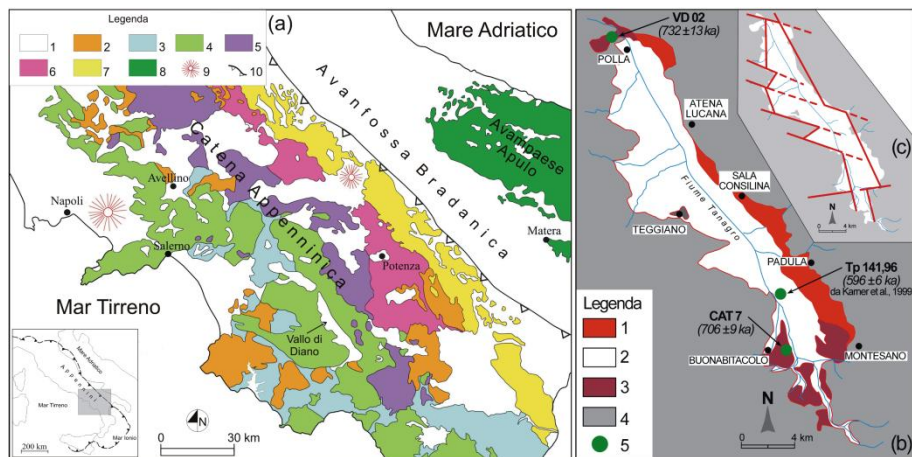 Legenda
1
2
3
4
5
6
7
8
9
10
(a)
Mare Adriatico
Avanfossa Bradanica
Avampaese
Apulo
Catena Appenninica
Avellino
Napoli
Salerno
Matera
Potenza
Mar Tirreno
Vallo di
Diano
Mare Adriatico
Appennini
Mar Tirreno
Mar Ionio
200 km
N
0
30 km
VD 02
(732 ±13 ka)
POLLA
ATENA
LUCANA
SALA
CONSILINA
Fiume Tanagro
TEGGIANO
PADULA
Tp 141,96
(596 ±6 ka)
da Karner et al., 1999
CAT 7
(706 ±9 ka)
BUONABITACOLO
MONTESANO
Legenda
1
2
3
4
5
N
0
4
km
(b)
(c)
N
0
4 km